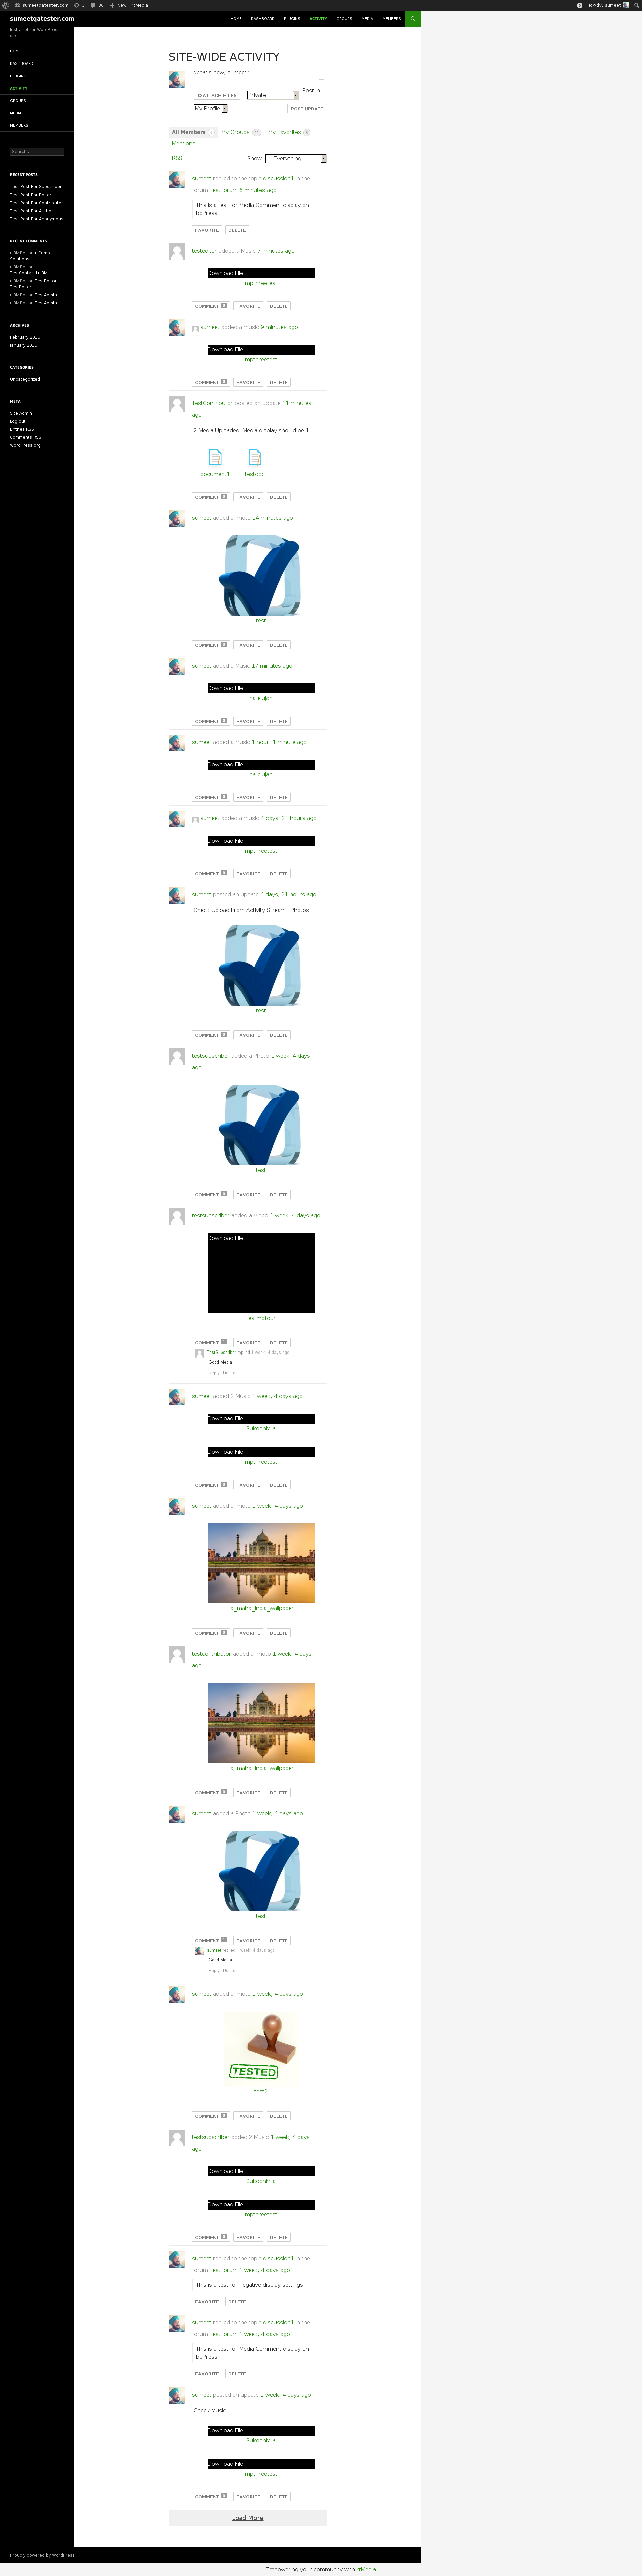 sumeetqatester.com 3 36 New rtMedia Howdy, sumeet
sumeetqatester.com
HOME DASHBOARD PLUGINS ACTIVITY GROUPS MEDIA MEMBERS
Just another WordPress
site
HOME
DASHBOARD
PLUGINS
ACTIVITY
GROUPS
MEDIA
MEMBERS
Search …
RECENT POSTS
Test Post For Subscriber
Test Post For Editor
Test Post For Contributor
Test Post For Author
Test Post For Anonymous
RECENT COMMENTS
rtBiz Bot on rtCamp
Solutions
rtBiz Bot on
TestContact1rtBiz
rtBiz Bot on TestEditor
TestEditor
rtBiz Bot on TestAdmin
rtBiz Bot on TestAdmin
ARCHIVES
February 2015
January 2015
CATEGORIES
Uncategorized
META
Site Admin
Log out
Entries RSS
Comments RSS
WordPress.org
SITE-WIDE ACTIVITY
What's new, sumeet?
ATTACH FILES Private Post in:
My Profile POST UPDATE
All Members My Groups My Favorites
Mentions
RSS Show: — Everything —
sumeet replied to the topic discussion1 in the
forum TestForum 6 minutes ago
This is a test for Media Comment display on
bbPress
FAVORITE DELETE
testeditor added a Music 7 minutes ago
Download File
mpthreetest
COMMENT 0 FAVORITE DELETE
sumeet added a music 9 minutes ago
Download File
mpthreetest
COMMENT 0 FAVORITE DELETE
TestContributor posted an update 11 minutes
ago
2 Media Uploaded. Media display should be 1
document1 testdoc
COMMENT 0 FAVORITE DELETE
sumeet added a Photo 14 minutes ago
test
COMMENT 0 FAVORITE DELETE
sumeet added a Music 17 minutes ago
Download File
hallelujah
COMMENT 0 FAVORITE DELETE
sumeet added a Music 1 hour, 1 minute ago
Download File
hallelujah
COMMENT 0 FAVORITE DELETE
sumeet added a music 4 days, 21 hours ago
Download File
mpthreetest
COMMENT 0 FAVORITE DELETE
sumeet posted an update 4 days, 21 hours ago
Check Upload From Activity Stream : Photos
test
COMMENT 0 FAVORITE DELETE
testsubscriber added a Photo 1 week, 4 days
ago
test
COMMENT 0 FAVORITE DELETE
testsubscriber added a Video 1 week, 4 days ago
Download File
testmpfour
COMMENT 1 FAVORITE DELETE
TestSubscriber replied 1 week, 4 days ago
Good Media
Reply Delete
sumeet added 2 Music 1 week, 4 days ago
Download File
SukoonMila
Download File
mpthreetest
COMMENT 0 FAVORITE DELETE
sumeet added a Photo 1 week, 4 days ago
taj_mahal_india_wallpaper
COMMENT 0 FAVORITE DELETE
testcontributor added a Photo 1 week, 4 days
ago
taj_mahal_india_wallpaper
COMMENT 0 FAVORITE DELETE
sumeet added a Photo 1 week, 4 days ago
test
COMMENT 1 FAVORITE DELETE
sumeet replied 1 week, 4 days ago
Good Media
Reply Delete
sumeet added a Photo 1 week, 4 days ago
TESTED
test2
COMMENT 0 FAVORITE DELETE
testsubscriber added 2 Music 1 week, 4 days
ago
Download File
SukoonMila
Download File
mpthreetest
COMMENT 0 FAVORITE DELETE
sumeet replied to the topic discussion1 in the
forum TestForum 1 week, 4 days ago
This is a test for negative display settings
FAVORITE DELETE
sumeet replied to the topic discussion1 in the
forum TestForum 1 week, 4 days ago
This is a test for Media Comment display on
bbPress
FAVORITE DELETE
sumeet posted an update 1 week, 4 days ago
Check Music
Download File
SukoonMila
Download File
mpthreetest
COMMENT 0 FAVORITE DELETE
Load More
Proudly powered by WordPress
Empowering your community with rtMedia